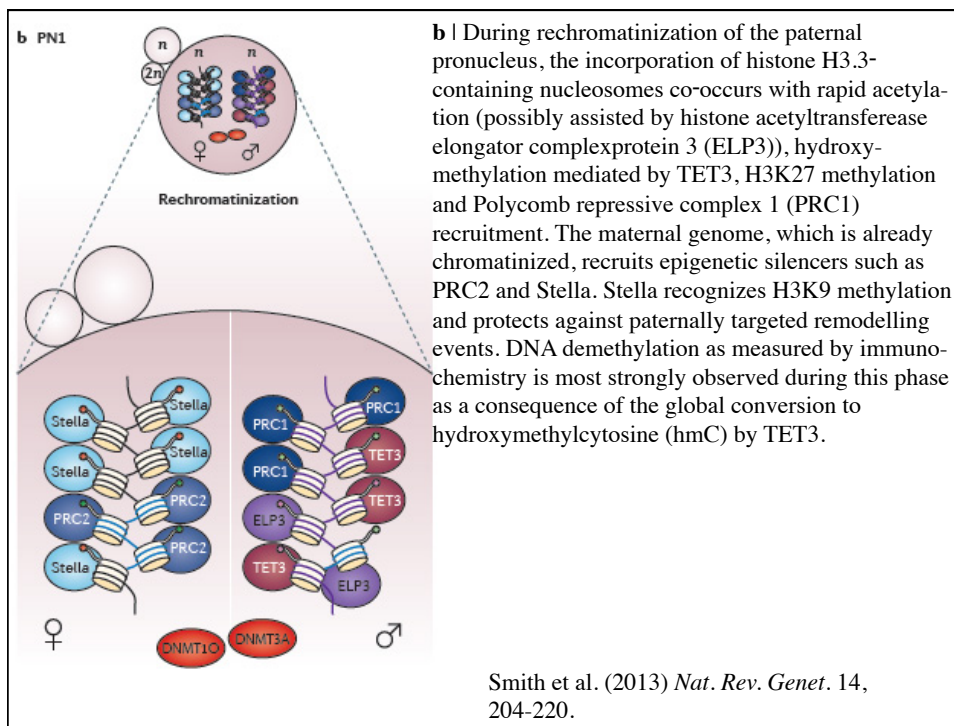 b PN1
n
2n
n
n
♀
♂
Rechromatinization
Stella
Stella
Stella
Stella
PRC2
PRC2
PRC2
Stella
PRC1
PRC1
PRC1
TET3
TET3
ELP3
TET3
ELP3
♀
♂
DNMT1O
DNMT3A
b | During rechromatinization of the paternal
pronucleus, the incorporation of histone H3.3-
containing nucleosomes co-occurs with rapid acetyla-
tion (possibly assisted by histone acetyltransferease
elongator complexprotein 3 (ELP3)), hydroxy-
methylation mediated by TET3, H3K27 methylation
and Polycomb repressive complex 1 (PRC1)
recruitment. The maternal genome, which is already
chromatinized, recruits epigenetic silencers such as
PRC2 and Stella. Stella recognizes H3K9 methylation
and protects against paternally targeted remodelling
events. DNA demethylation as measured by immuno-
chemistry is most strongly observed during this phase
as a consequence of the global conversion to
hydroxymethylcytosine (hmC) by TET3.
Smith et al. (2013) Nat. Rev. Genet. 14,
204-220.